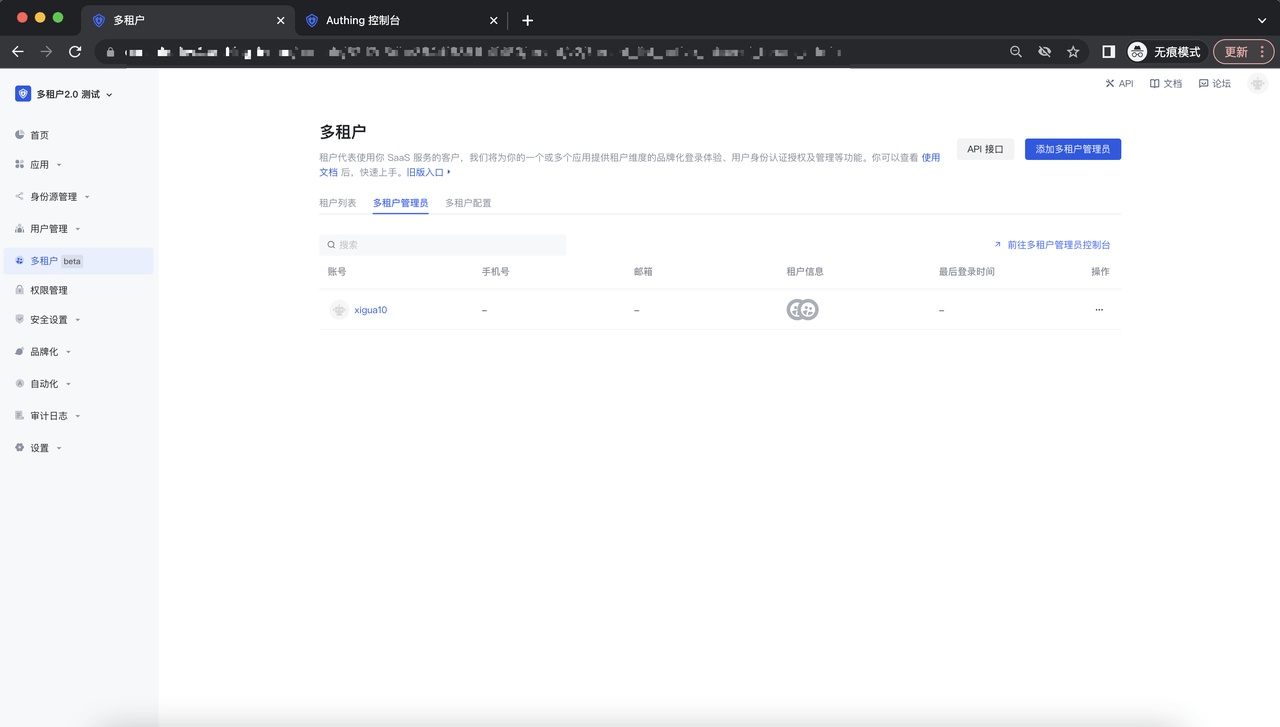 多租户
Authing 控制台
无痕模式
更新
多租户2.0 测试
API
文档
论坛
首页
应用
身份源管理
用户管理
多租户 beta
权限管理
安全设置
品牌化
自动化
审计日志
设置
多租户
租户代表使用你 SaaS 服务的客户，我们将为你的一个或多个应用提供租户维度的品牌化登录体验、用户身份认证授权及管理等功能。你可以查看 使用
文档 后，快速上手。旧版入口
API 接口
添加多租户管理员
租户列表 多租户管理员 多租户配置
搜索
前往多租户管理员控制台
账号 手机号 邮箱 租户信息 最后登录时间 操作
xigua10 – – – ···